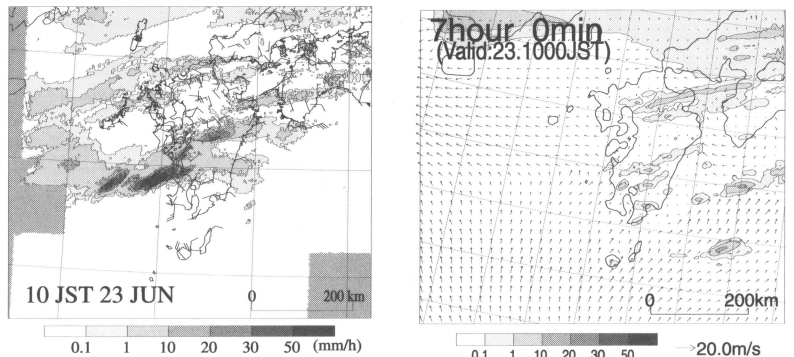 10 JST 23 JUN
0 200 km
0.1 1 10 20 30 50 (mm/h)
7hour 0min
(Valid:23.1000JST)
0 200km
0.1 1 10 20 30 50
20.0m/s